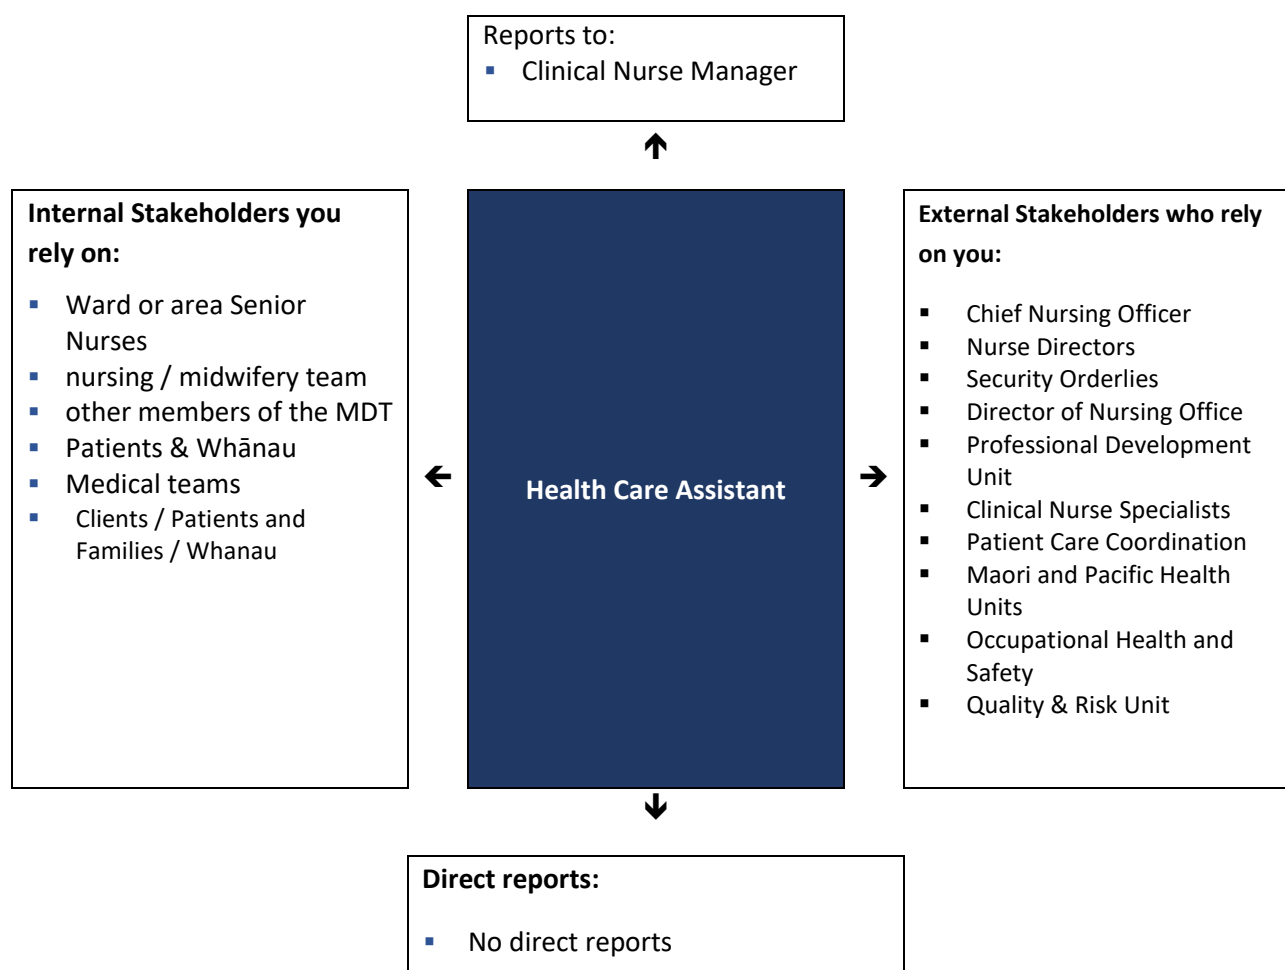 Reports to:
▪ Clinical Nurse Manager
Internal Stakeholders you
rely on:
▪ Ward or area Senior
Nurses
▪ nursing / midwifery team
▪ other members of the MDT
▪ Patients & Whānau
▪ Medical teams
▪ Clients / Patients and
Families / Whanau
Health Care Assistant
External Stakeholders who rely
on you:
▪ Chief Nursing Officer
▪ Nurse Directors
▪ Security Orderlies
▪ Director of Nursing Office
▪ Professional Development
Unit
▪ Clinical Nurse Specialists
▪ Patient Care Coordination
▪ Maori and Pacific Health
Units
▪ Occupational Health and
Safety
▪ Quality & Risk Unit
Direct reports:
▪ No direct reports